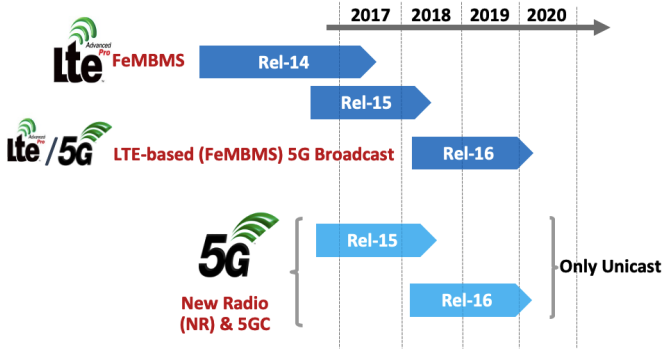 2017 2018 2019 2020
Advanced
Pro
Lte FeMBMS
Rel-14
Rel-15
Advanced
Pro
Lte / 5G LTE-based (FeMBMS) 5G Broadcast
Rel-16
5G
Rel-15
Only Unicast
New Radio
(NR) & 5GC
Rel-16